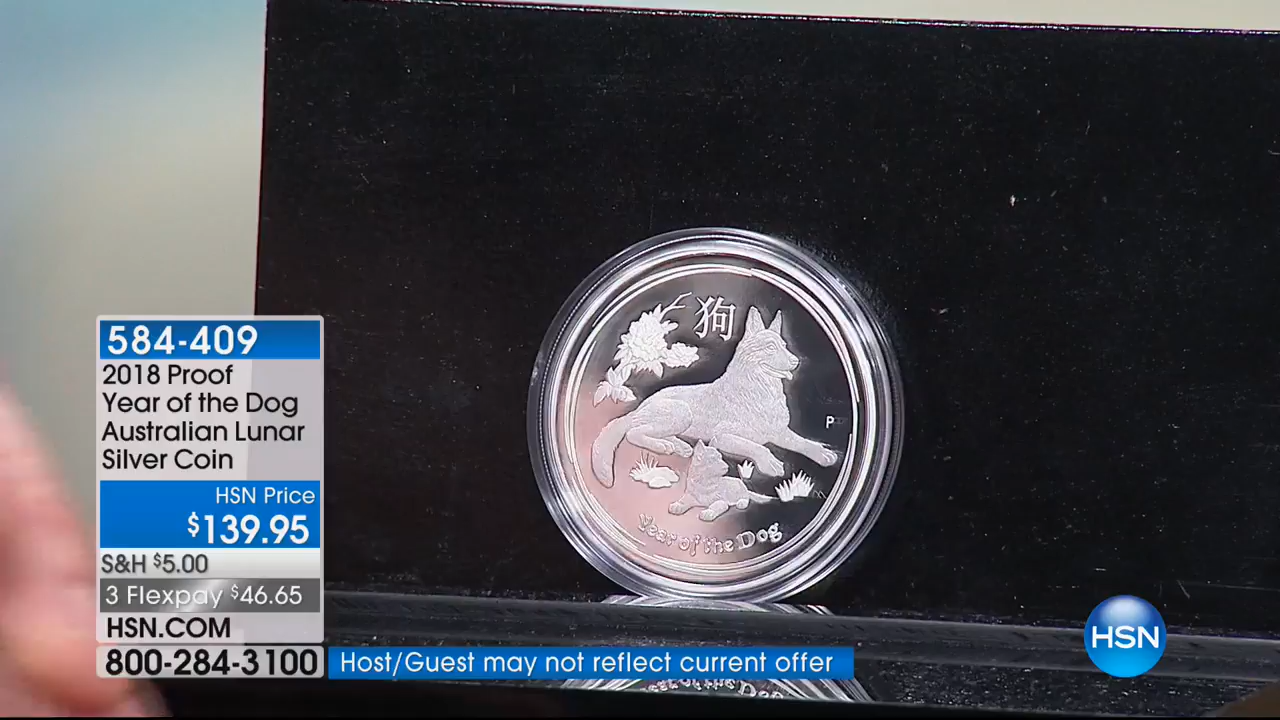 584-409
2018 Proof
Year of the Dog
Australian Lunar
Silver Coin
HSN Price
$139.95
S&H $5.00
3 Flexpay $46.65
HSN.COM
800-284-3100
Host/Guest may not reflect current offer
狗
P
Year of the Dog
HSN